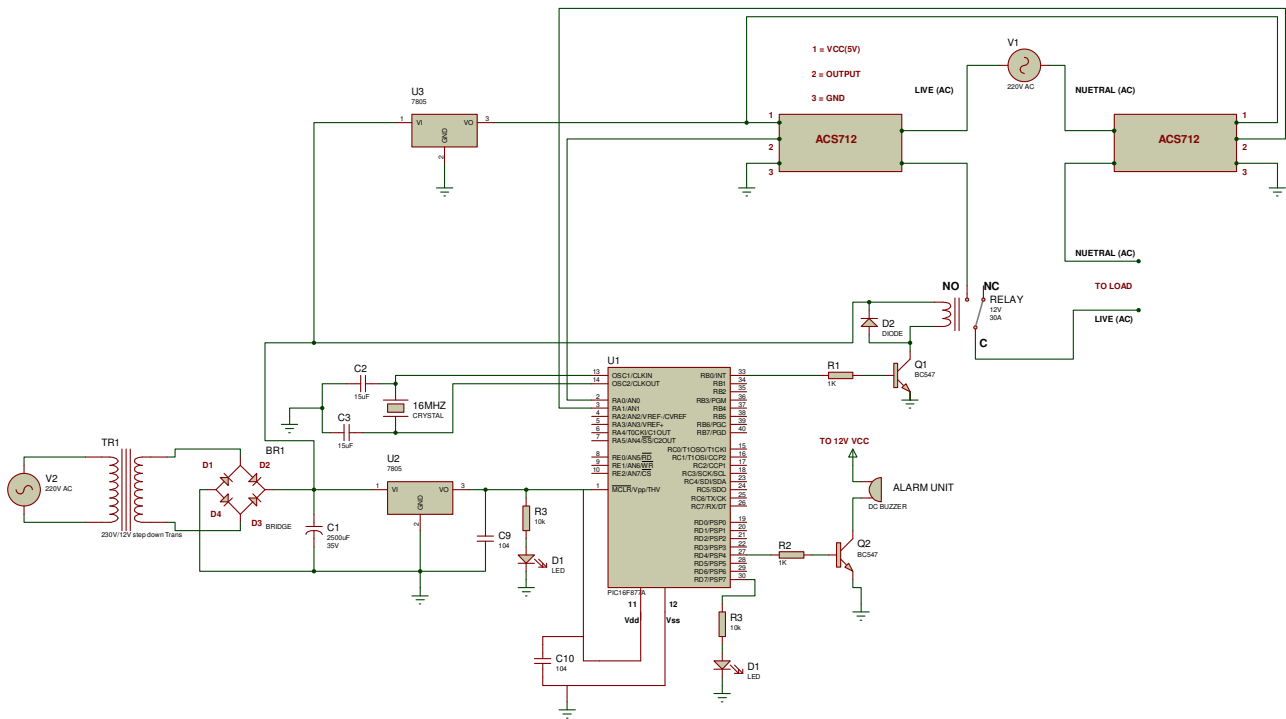 V1
220V AC
1 = VCC(5V)
2 = OUTPUT
3 = GND
LIVE (AC)
NUETRAL (AC)
U3
7805
1
VI
VO
3
GND
2
1
2
3
ACS712
ACS712
1
2
3
NUETRAL (AC)
TO LOAD
LIVE (AC)
NO
NC
RELAY
12V
30A
C
D2
DIODE
Q1
BC547
R1
1K
C2
15uF
C3
15uF
16MHZ
CRYSTAL
U1
13 OSC1/CLKIN
14 OSC2/CLKOUT
2 RA0/AN0
3 RA1/AN1
4 RA2/AN2/VREF-/CVREF
5 RA3/AN3/VREF+
6 RA4/T0CKI/C1OUT
7 RA5/AN4/SS/C2OUT
8 RE0/AN5/RD
9 RE1/AN6/WR
10 RE2/AN7/CS
1 MCLR/Vpp/THV
RB0/INT 33
RB1 34
RB2 35
RB3/PGM 36
RB4 37
RB5 38
RB6/PGC 39
RB7/PGD 40
RC0/T1OSO/T1CKI 15
RC1/T1OSI/CCP2 16
RC2/CCP1 17
RC3/SCK/SCL 18
RC4/SDI/SDA 23
RC5/SDO 24
RC6/TX/CK 25
RC7/RX/DT 26
RD0/PSP0 19
RD1/PSP1 20
RD2/PSP2 21
RD3/PSP3 22
RD4/PSP4 27
RD5/PSP5 28
RD6/PSP6 29
RD7/PSP7 30
PIC16F877A
11
12
Vdd
Vss
TR1
V2
220V AC
230V/12V step down Trans
BR1
D1
D2
D4
D3
BRIDGE
C1
2500uF
35V
U2
7805
1
VI
VO
3
GND
2
C9
104
R3
10k
D1
LED
C10
104
R3
10k
D1
LED
R2
1K
Q2
BC547
TO 12V VCC
ALARM UNIT
DC BUZZER